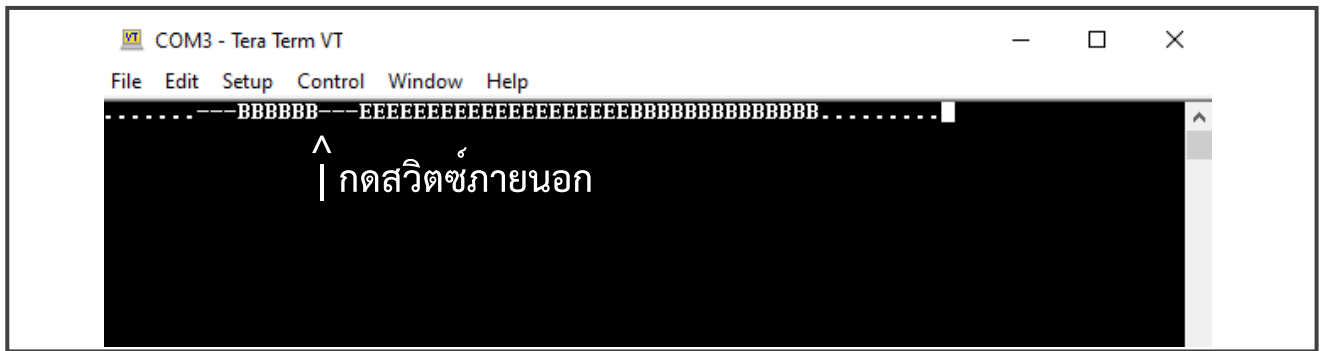 COM3 - Tera Term VT
File Edit Setup Control Window Help
.......---BBBBBB---EEEEEEEEEEEEEEEEEEEEBBBBBBBBBBBBBB.........
^
| กดสวิตซ์ภายนอก